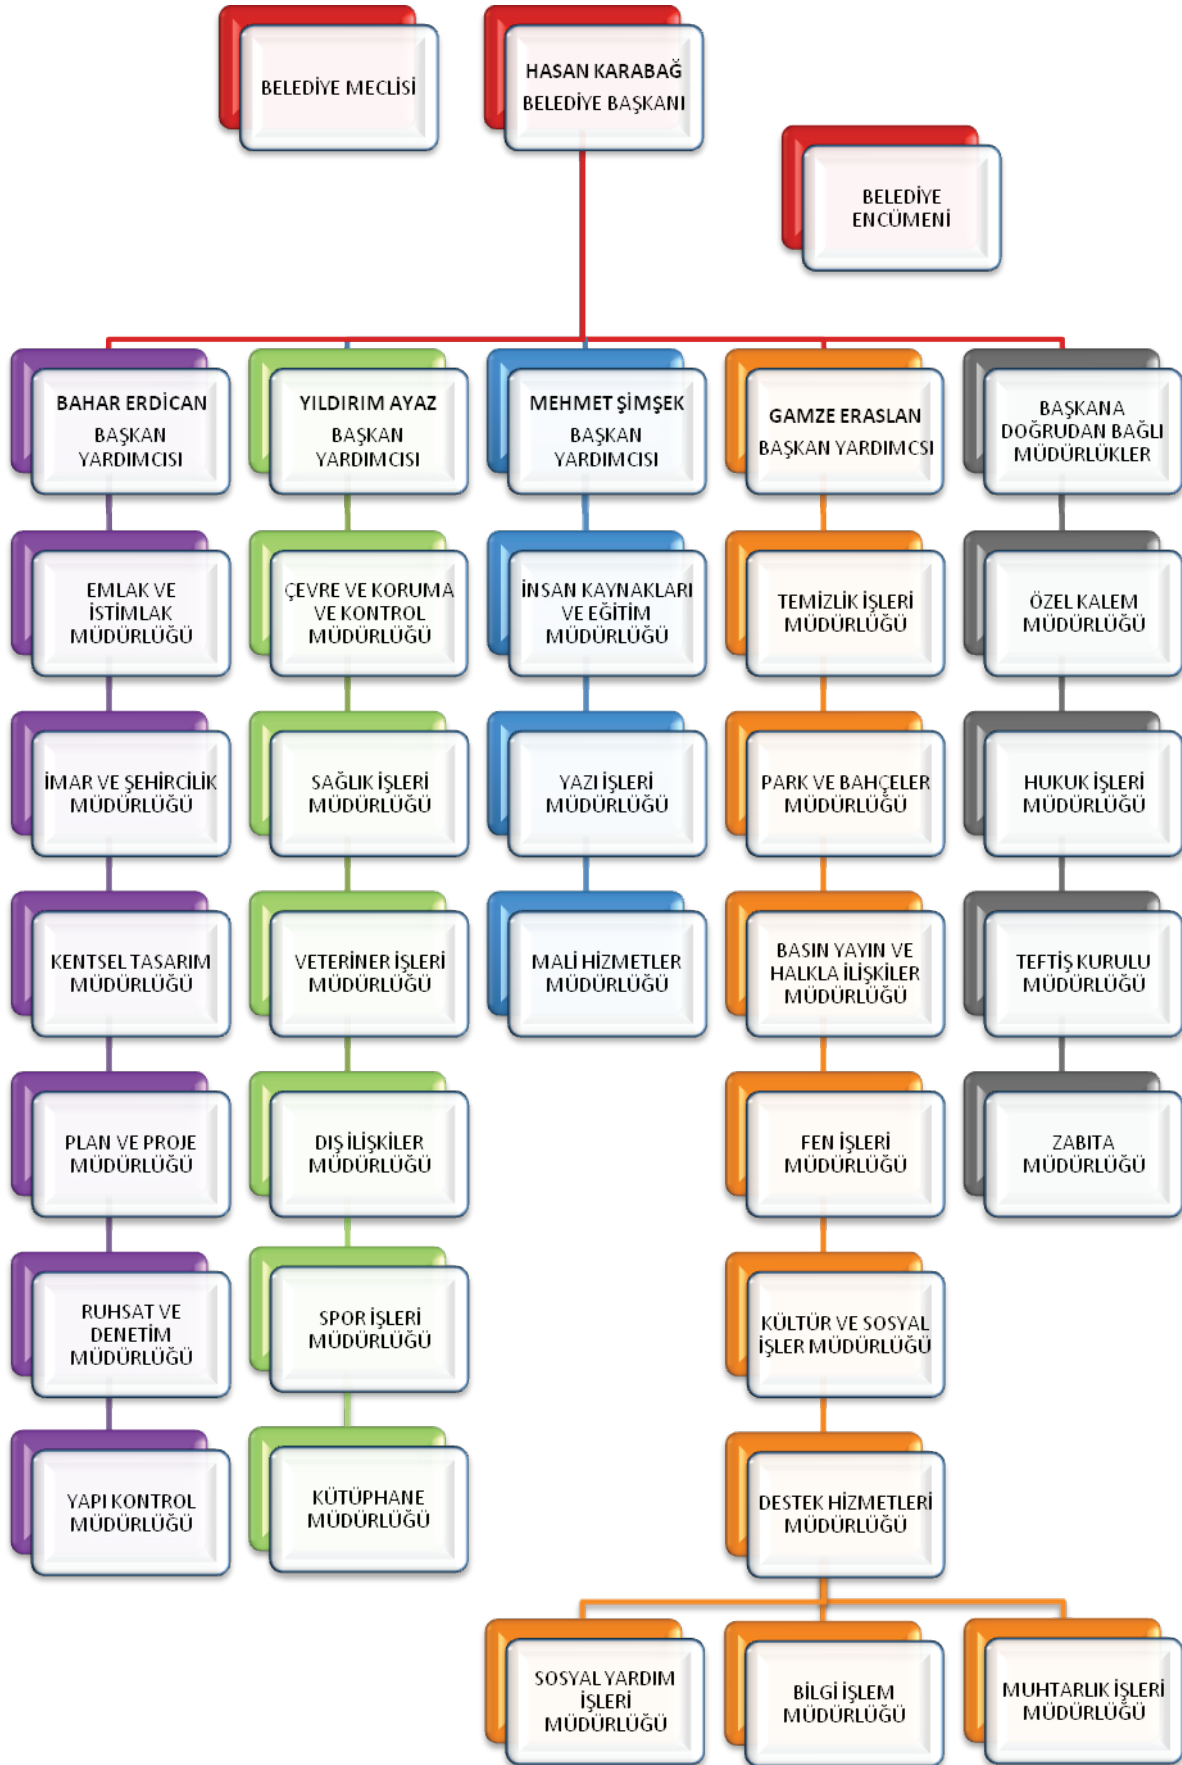 BELEDİYE MECLİSİ
HASAN KARABAĞ
BELEDİYE BAŞKANI
BELEDİYE
ENCÜMENİ
BAHAR ERDİCAN
BAŞKAN
YARDIMCISI
YILDIRIM AYAZ
BAŞKAN
YARDIMCISI
MEHMET ŞİMŞEK
BAŞKAN
YARDIMCISI
GAMZE ERASLAN
BAŞKAN YARDIMCSI
BAŞKANA
DOĞRUDAN BAĞLI
MÜDÜRLÜKLER
EMLAK VE
İSTİMLAK
MÜDÜRLÜĞÜ
ÇEVRE VE KORUMA
VE KONTROL
MÜDÜRLÜĞÜ
İNSAN KAYNAKLARI
VE EĞİTİM
MÜDÜRLÜĞÜ
TEMİZLİK İŞLERİ
MÜDÜRLÜĞÜ
ÖZEL KALEM
MÜDÜRLÜĞÜ
İMAR VE ŞEHİRCİLİK
MÜDÜRLÜĞÜ
SAĞLIK İŞLERİ
MÜDÜRLÜĞÜ
YAZI İŞLERİ
MÜDÜRLÜĞÜ
PARK VE BAHÇELER
MÜDÜRLÜĞÜ
HUKUK İŞLERİ
MÜDÜRLÜĞÜ
KENTSEL TASARIM
MÜDÜRLÜĞÜ
VETERİNER İŞLERİ
MÜDÜRLÜĞÜ
MALİ HİZMETLER
MÜDÜRLÜĞÜ
BASIN YAYIN VE
HALKLA İLİŞKİLER
MÜDÜRLÜĞÜ
TEFTİŞ KURULU
MÜDÜRLÜĞÜ
PLAN VE PROJE
MÜDÜRLÜĞÜ
DIŞ İLİŞKİLER
MÜDÜRLÜĞÜ
FEN İŞLERİ
MÜDÜRLÜĞÜ
ZABITA
MÜDÜRLÜĞÜ
RUHSAT VE
DENETİM
MÜDÜRLÜĞÜ
SPOR İŞLERİ
MÜDÜRLÜĞÜ
KÜLTÜR VE SOSYAL
İŞLER MÜDÜRLÜĞÜ
YAPI KONTROL
MÜDÜRLÜĞÜ
KÜTÜPHANE
MÜDÜRLÜĞÜ
DESTEK HİZMETLERİ
MÜDÜRLÜĞÜ
SOSYAL YARDIM
İŞLERİ
MÜDÜRLÜĞÜ
BİLGİ İŞLEM
MÜDÜRLÜĞÜ
MUHTARLIK İŞLERİ
MÜDÜRLÜĞÜ